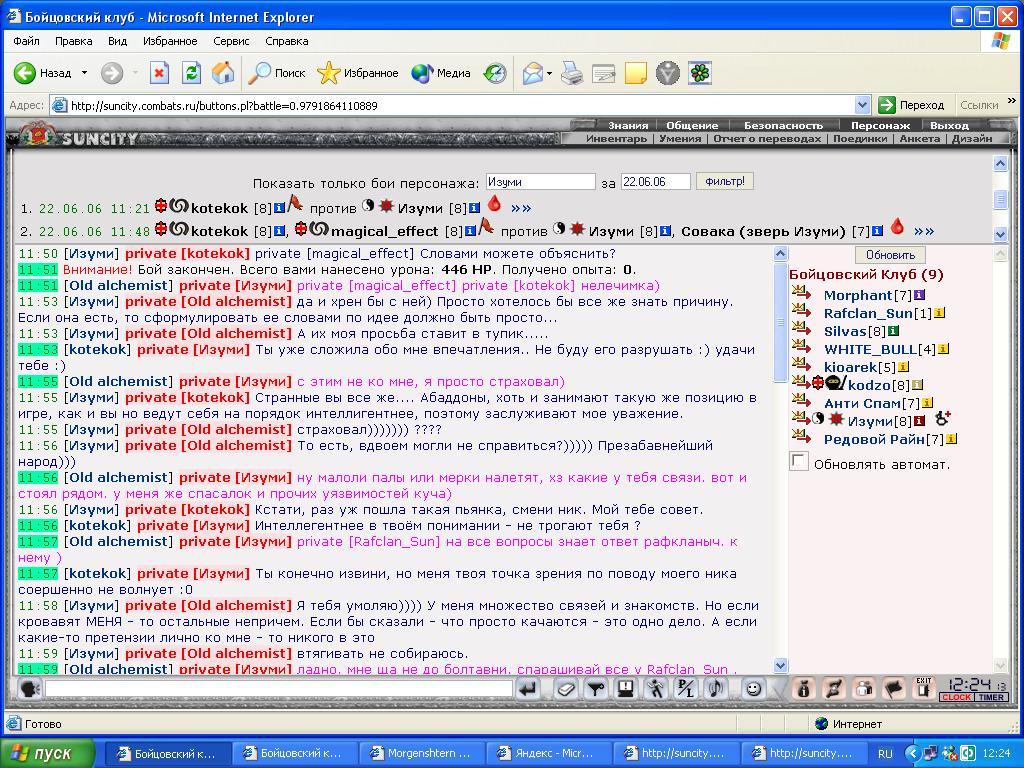 Бойцовский клуб - Microsoft Internet Explorer
Файл Правка Вид Избранное Сервис Справка
Назад Поиск Избранное Медиа
Адрес: http://suncity.combats.ru/buttons.pl?battle=0.9791864110889 Переход Ссылки »
SUNCITY Знания Общение Безопасность Персонаж Выход
Инвентарь | Умения | Отчет о переводах | Поединки | Анкета | Дизайн
Показать только бои персонажа: Изуми за 22.06.06 Фильтр!
1. 22.06.06 11:21 kotekok [8] против Изуми [8] »»
2. 22.06.06 11:48 kotekok [8], magical_effect [8] против Изуми [8], Совака (зверь Изуми) [7] »»
11:50 [Изуми] private [kotekok] private [magical_effect] Словами можете объяснить?
11:51 Внимание! Бой закончен. Всего вами нанесено урона: 446 HP. Получено опыта: 0.
11:51 [Old alchemist] private [Изуми] private [magical_effect] private [kotekok] нелечимка)
11:53 [Изуми] private [Old alchemist] да и хрен бы с ней) Просто хотелось бы все же знать причину.
Если она есть, то сформулировать ее словами по идее должно быть просто...
11:53 [Изуми] private [Old alchemist] А их моя просьба ставит в тупик.....
11:53 [kotekok] private [Изуми] Ты уже сложила обо мне впечатления.. Не буду его разрушать :) удачи
тебе :)
11:55 [Old alchemist] private [Изуми] с этим не ко мне, я просто страховал)
11:55 [Изуми] private [kotekok] Странные вы все же.... Абаддоны, хоть и занимают такую же позицию в
игре, как и вы но ведут себя на порядок интеллигентнее, поэтому заслуживают мое уважение.
11:55 [Изуми] private [Old alchemist] страховал))))))) ????
11:56 [Изуми] private [Old alchemist] То есть, вдвоем могли не справиться?))))) Презабавнейший
народ)))
11:56 [Old alchemist] private [Изуми] ну малоли палы или мерки налетят, хз какие у тебя связи. вот и
стоял рядом. у меня же спасалок и прочих уязвимостей куча)
11:56 [Изуми] private [kotekok] Кстати, раз уж пошла такая пьянка, смени ник. Мой тебе совет.
11:56 [kotekok] private [Изуми] Интеллегентнее в твоём понимании - не трогают тебя ?
11:57 [Old alchemist] private [Изуми] private [Rafclan_Sun] на все вопросы знает ответ рафкланыч. к
нему )
11:57 [kotekok] private [Изуми] Ты конечно извини, но меня твоя точка зрения по поводу моего ника
соершенно не волнует :0
11:58 [Изуми] private [Old alchemist] Я тебя умоляю)))) У меня множество связей и знакомств. Но если
кровавят МЕНЯ - то остальные непричем. Если бы сказали - что просто качаются - это одно дело. А если
какие-то претензии лично ко мне - то никого в это
11:59 [Изуми] private [Old alchemist] втягивать не собираюсь.
11:59 [Old alchemist] private [Изуми] ладно. мне ща не до болтавни. спарашивай все у Rafclan_Sun .
Обновить
Бойцовский Клуб (9)
Morphant[7]
Rafclan_Sun[1]
Silvas[8]
WHITE_BULL[4]
kioarek[5]
kodzo[8]
Анти Спам[7]
Изуми[8]
Редовой Райн[7]
Обновлять автомат.
P/L EXIT 12:24 13
CLOCK TIMER
Готово Интернет
пуск Бойцовский к... Бойцовский к... Morgenshtern ... Яндекс - Micr... http://suncity.... http://suncity.... RU 12:24